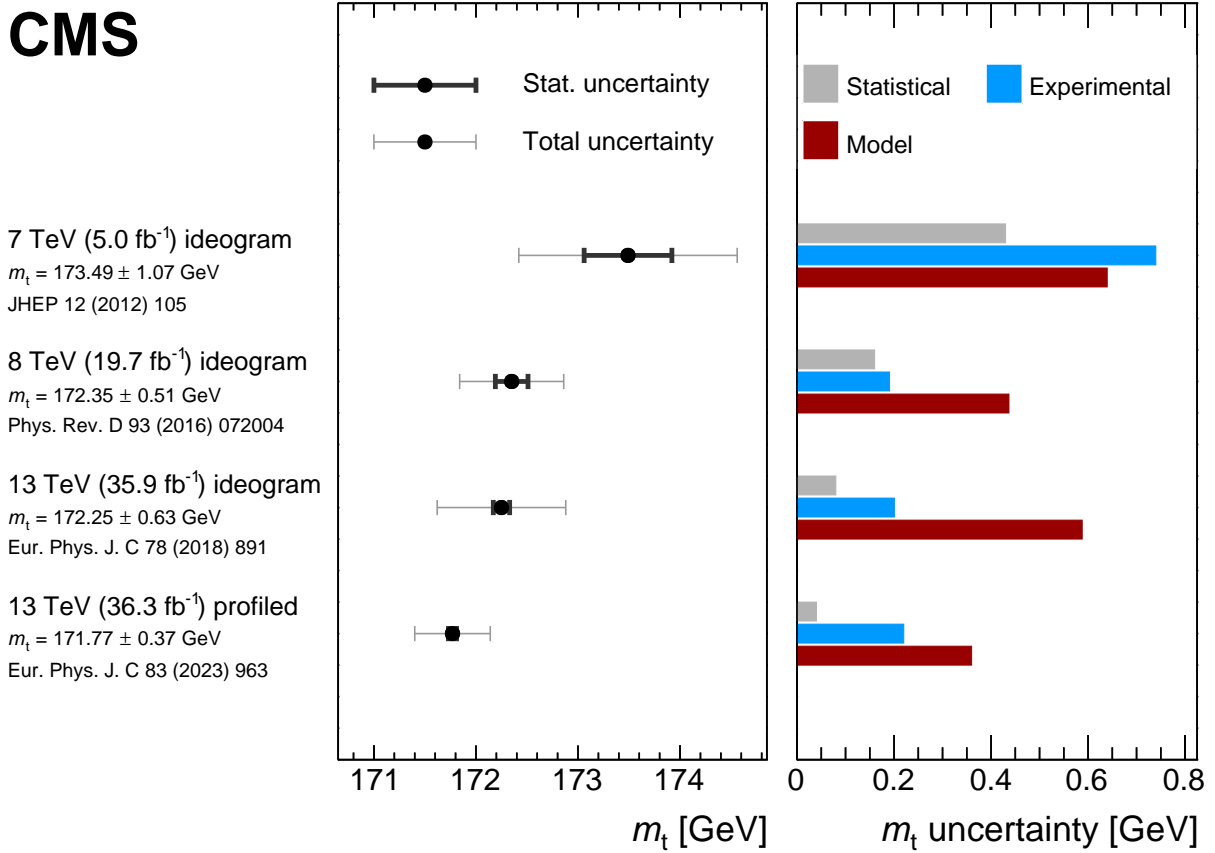 CMS
Stat. uncertainty
Total uncertainty
Statistical
Experimental
Model
7 TeV (5.0 fb⁻¹) ideogram
mₜ = 173.49 ± 1.07 GeV
JHEP 12 (2012) 105
8 TeV (19.7 fb⁻¹) ideogram
mₜ = 172.35 ± 0.51 GeV
Phys. Rev. D 93 (2016) 072004
13 TeV (35.9 fb⁻¹) ideogram
mₜ = 172.25 ± 0.63 GeV
Eur. Phys. J. C 78 (2018) 891
13 TeV (36.3 fb⁻¹) profiled
mₜ = 171.77 ± 0.37 GeV
Eur. Phys. J. C 83 (2023) 963
171 172 173 174
mₜ [GeV]
0 0.2 0.4 0.6 0.8
mₜ uncertainty [GeV]